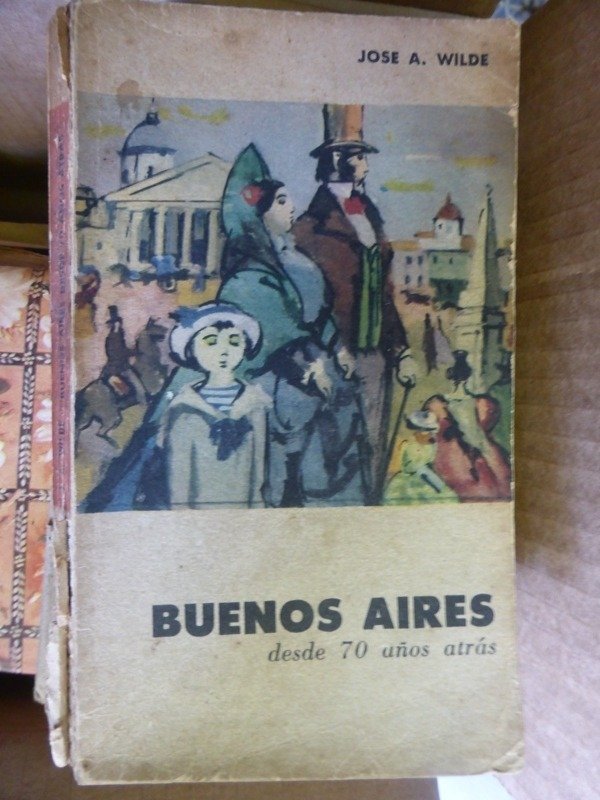 JOSE A. WILDE
BUENOS AIRES
desde 70 años atrás